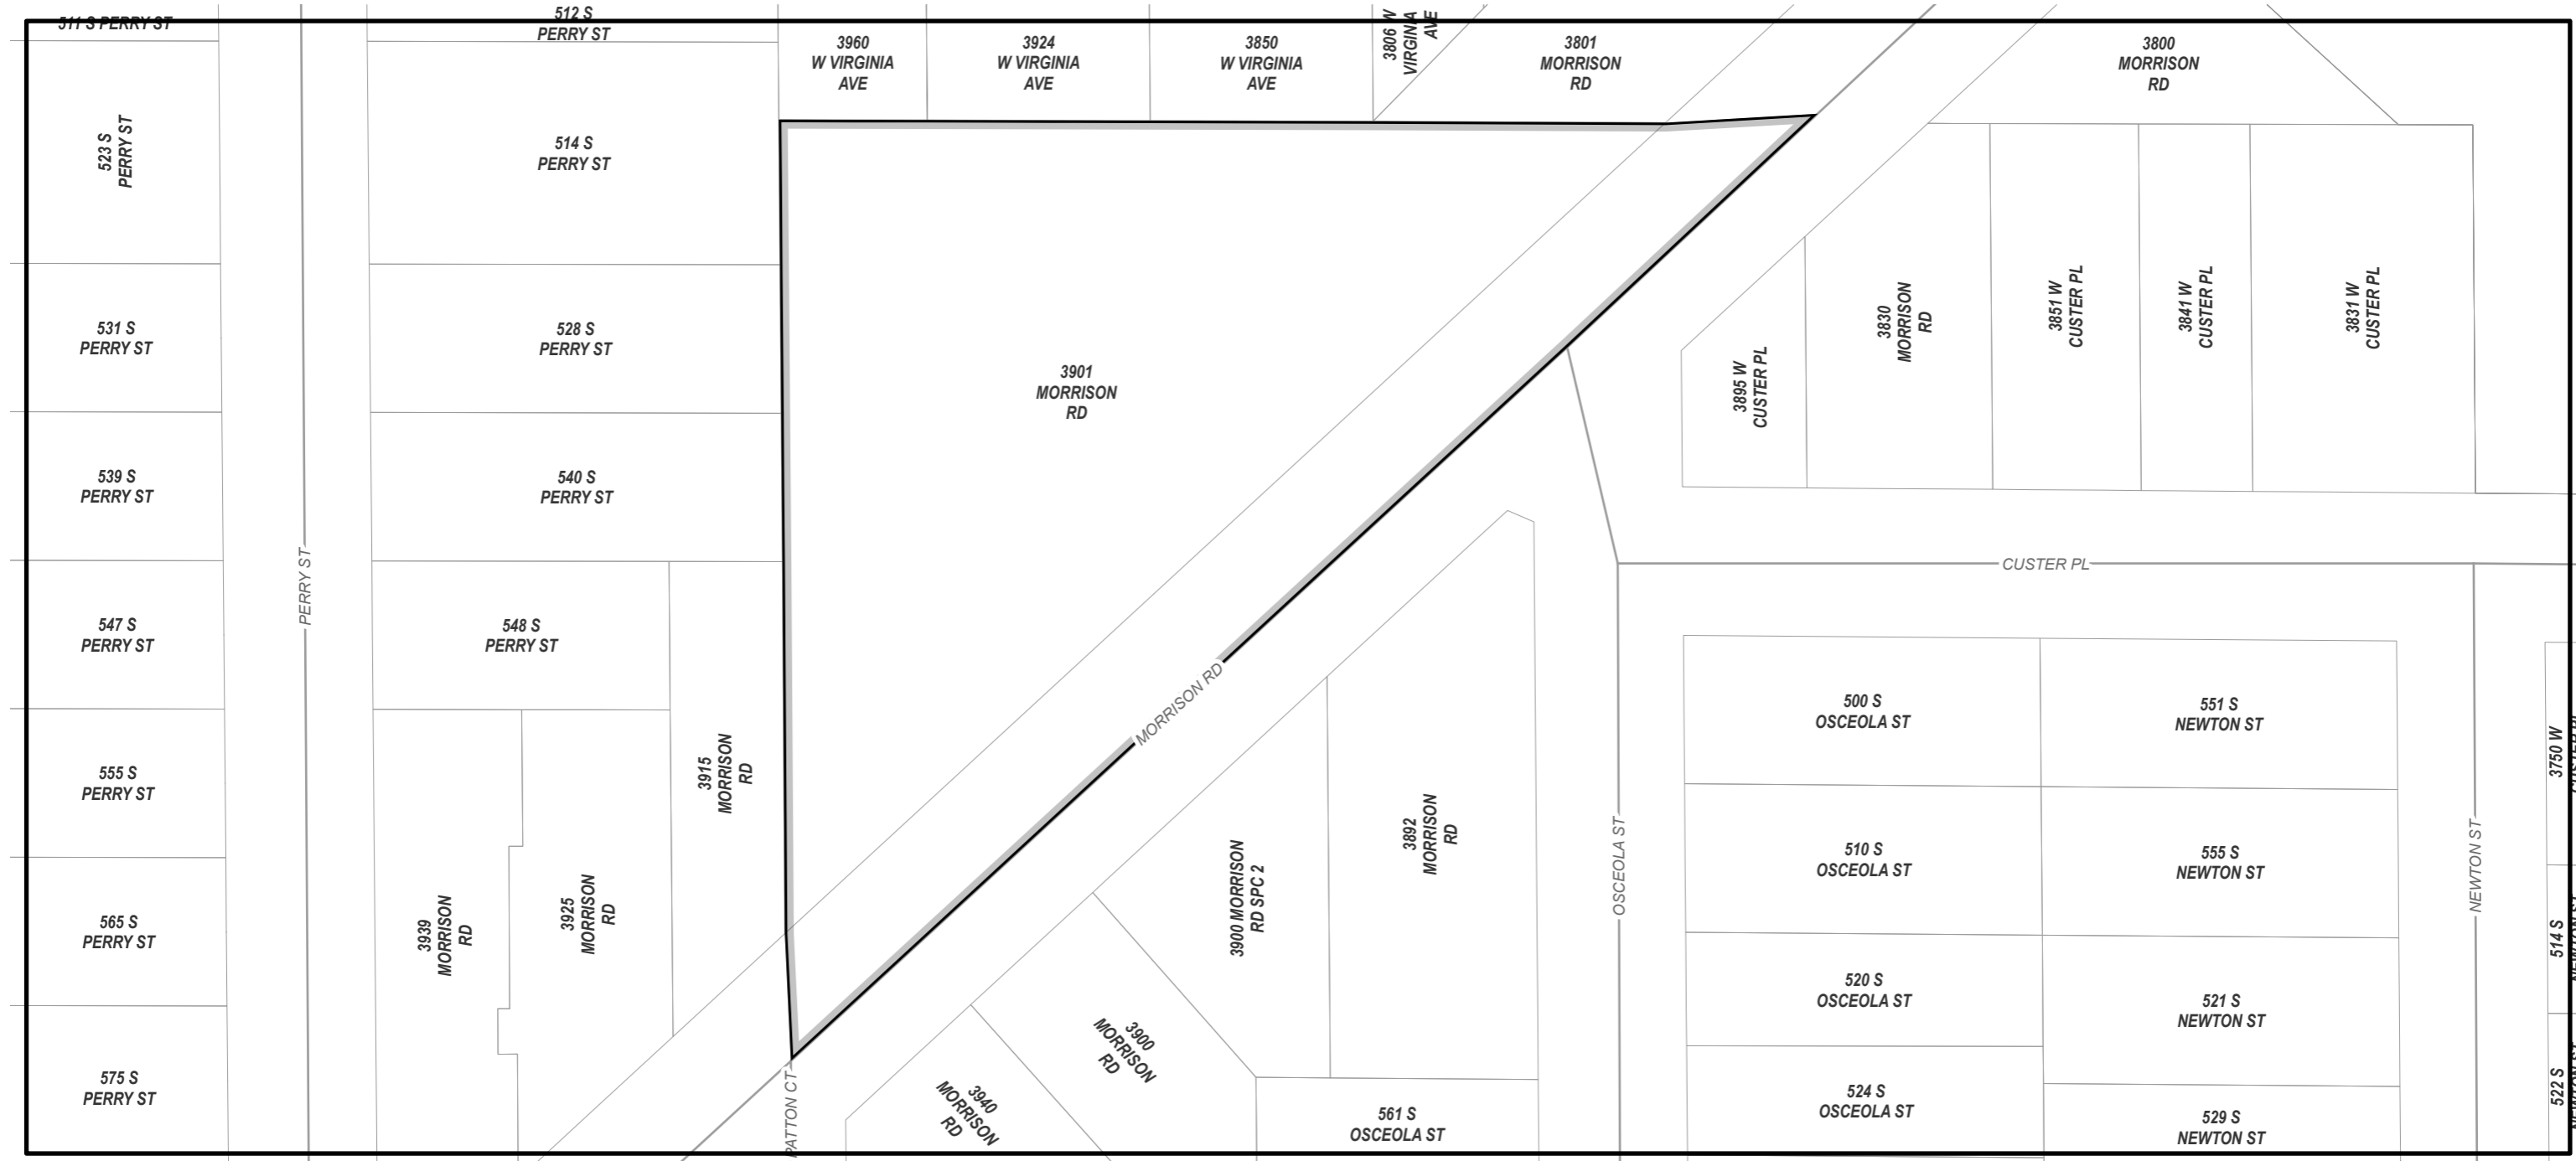 511 S PERRY ST
512 S
PERRY ST
3960
W VIRGINIA
AVE
3924
W VIRGINIA
AVE
3850
W VIRGINIA
AVE
3806 W
VIRGINIA
AVE
3801
MORRISON
RD
3800
MORRISON
RD
523 S
PERRY ST
514 S
PERRY ST
531 S
PERRY ST
528 S
PERRY ST
3901
MORRISON
RD
3895 W
CUSTER PL
3830
MORRISON
RD
3851 W
CUSTER PL
3841 W
CUSTER PL
3831 W
CUSTER PL
539 S
PERRY ST
540 S
PERRY ST
PERRY ST
CUSTER PL
547 S
PERRY ST
548 S
PERRY ST
MORRISON RD
500 S
OSCEOLA ST
551 S
NEWTON ST
3750 W
CUSTER PL
555 S
PERRY ST
3915
MORRISON
RD
3892
MORRISON
RD
510 S
OSCEOLA ST
555 S
NEWTON ST
OSCEOLA ST
NEWTON ST
565 S
PERRY ST
3939
MORRISON
RD
3925
MORRISON
RD
3900 MORRISON
RD SPC 2
520 S
OSCEOLA ST
521 S
NEWTON ST
514 S
NEWTON ST
575 S
PERRY ST
PATTON CT
3940
MORRISON
RD
3900
MORRISON
RD
561 S
OSCEOLA ST
524 S
OSCEOLA ST
529 S
NEWTON ST
522 S
NEWTON ST